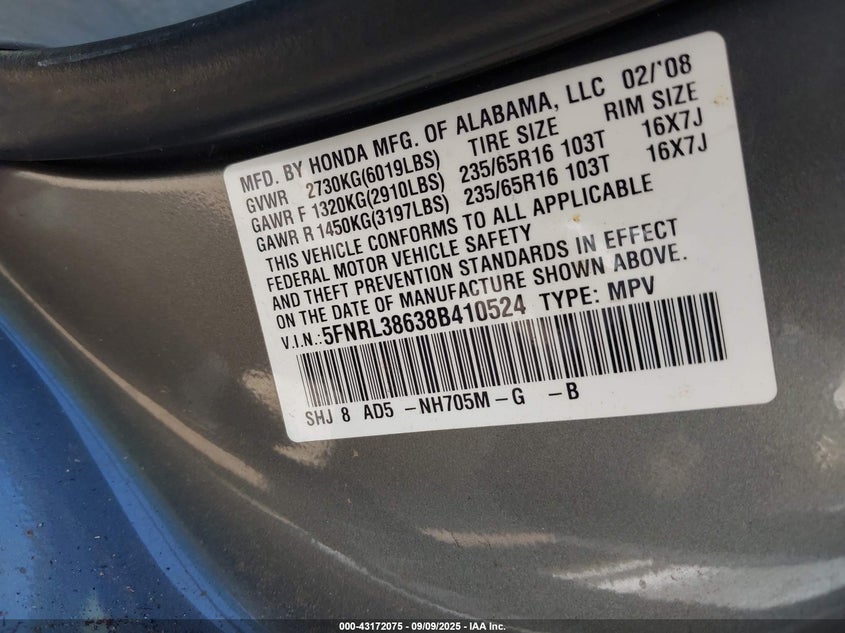 MFD. BY HONDA MFG. OF ALABAMA, LLC 02/'08
GVWR 2730KG(6019LBS) TIRE SIZE RIM SIZE
GAWR F 1320KG(2910LBS) 235/65R16 103T 16X7J
GAWR R 1450KG(3197LBS) 235/65R16 103T 16X7J
THIS VEHICLE CONFORMS TO ALL APPLICABLE
FEDERAL MOTOR VEHICLE SAFETY
AND THEFT PREVENTION STANDARDS IN EFFECT
ON THE DATE OF MANUFACTURE SHOWN ABOVE.
V.I.N.: 5FNRL38638B410524 TYPE: MPV
SHJ 8 AD5 -NH705M-G -B
000-43172075 - 09/09/2025 - IAA Inc.